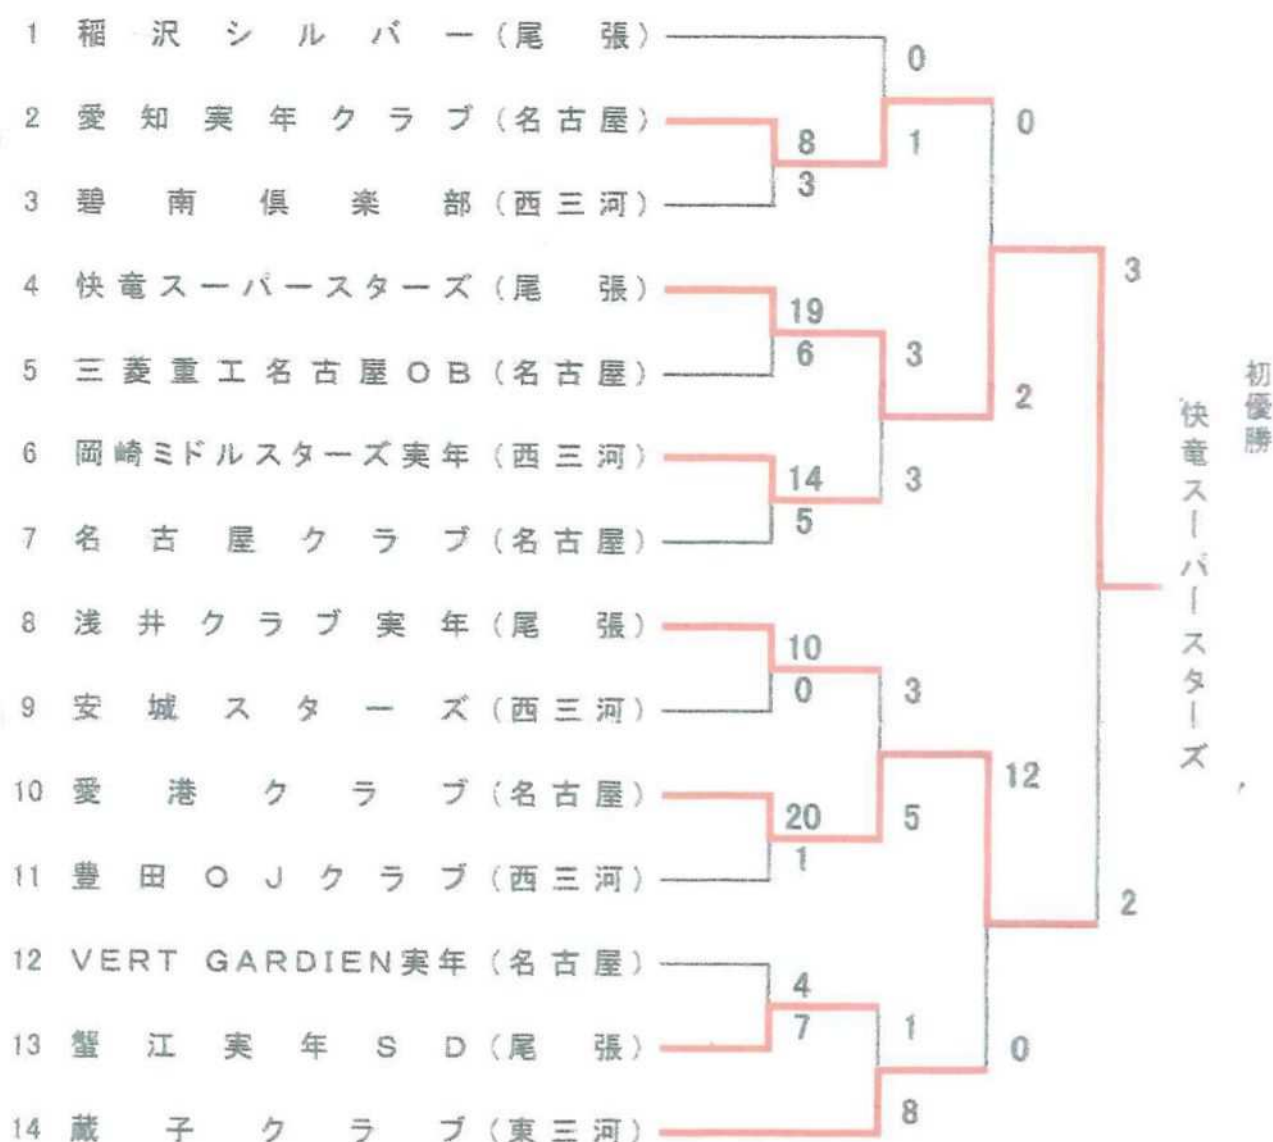 1 稲沢シルバー(尾張)
2 愛知実年クラブ(名古屋)
3 碧南倶楽部(西三河)
4 快竜スーパースターズ(尾張)
5 三菱重工名古屋OB(名古屋)
6 岡崎ミドルスターズ実年(西三河)
7 名古屋クラブ(名古屋)
8 浅井クラブ実年(尾張)
9 安城スターズ(西三河)
10 愛港クラブ(名古屋)
11 豊田OJクラブ(西三河)
12 VERT GARDIEN実年(名古屋)
13 蟹江実年SD(尾張)
14 蔵子クラブ(東三河)
8
3
19
6
14
5
10
0
20
1
4
7
0
1
3
3
3
5
1
8
0
2
12
0
3
2
初優勝
快竜スーパースターズ